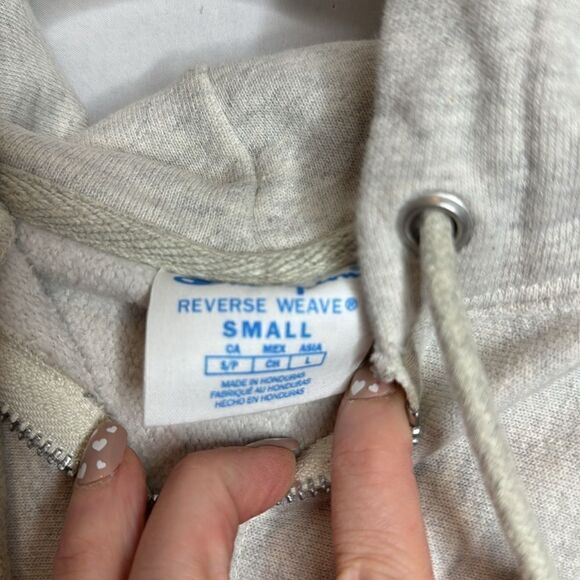 REVERSE WEAVE®
SMALL
CA MEX ASIA
S/P CH L
MADE IN HONDURAS
FABRIQUÉ AU HONDURAS
HECHO EN HONDURAS